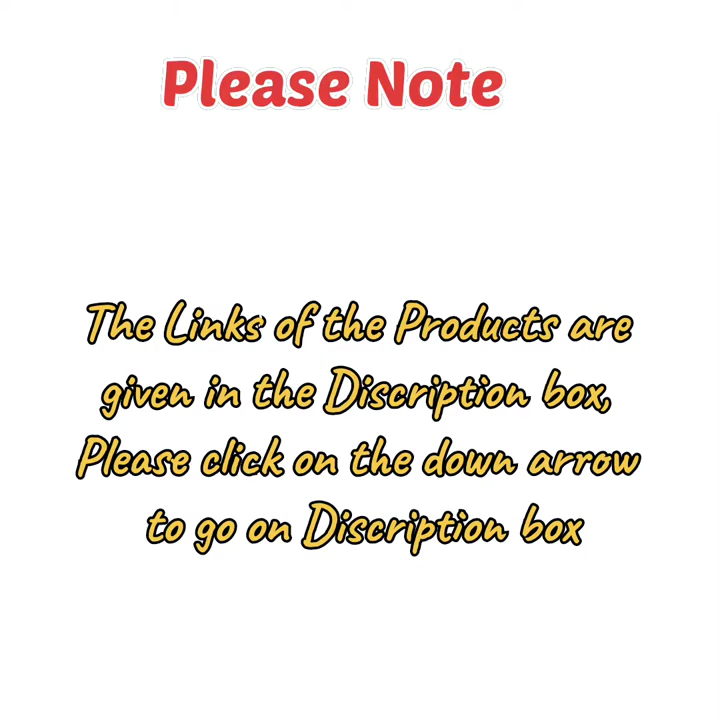 Please Note
The Links of the Products are
given in the Discription box,
Please click on the down arrow
to go on Discription box